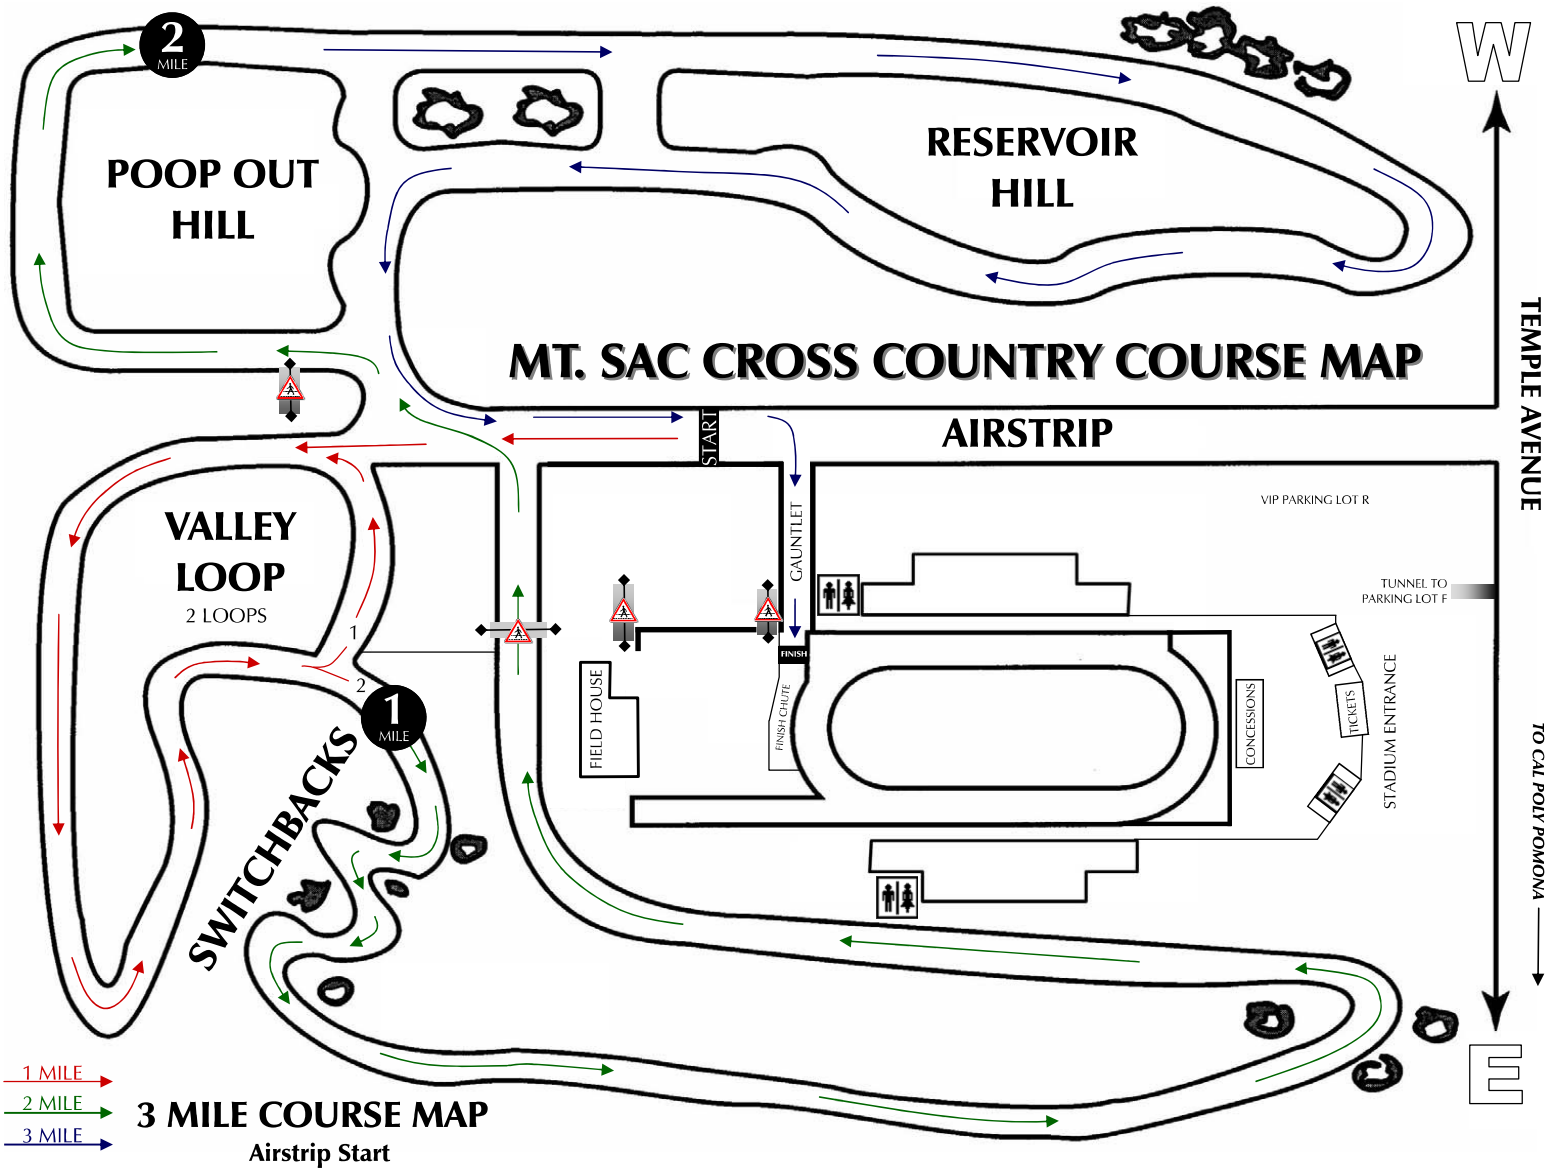 2
MILE
W
POOP OUT
HILL
RESERVOIR
HILL
TEMPLE AVENUE
MT. SAC CROSS COUNTRY COURSE MAP
START
AIRSTRIP
VIP PARKING LOT R
VALLEY
LOOP
2 LOOPS
GAUNTLET
TUNNEL TO
PARKING LOT F
1
2
FINISH
1
MILE
SWITCHBACKS
FIELD HOUSE
FINISH CHUTE
CONCESSIONS
TICKETS
STADIUM ENTRANCE
TO CAL POLY POMONA
E
1 MILE
2 MILE
3 MILE
3 MILE COURSE MAP
Airstrip Start